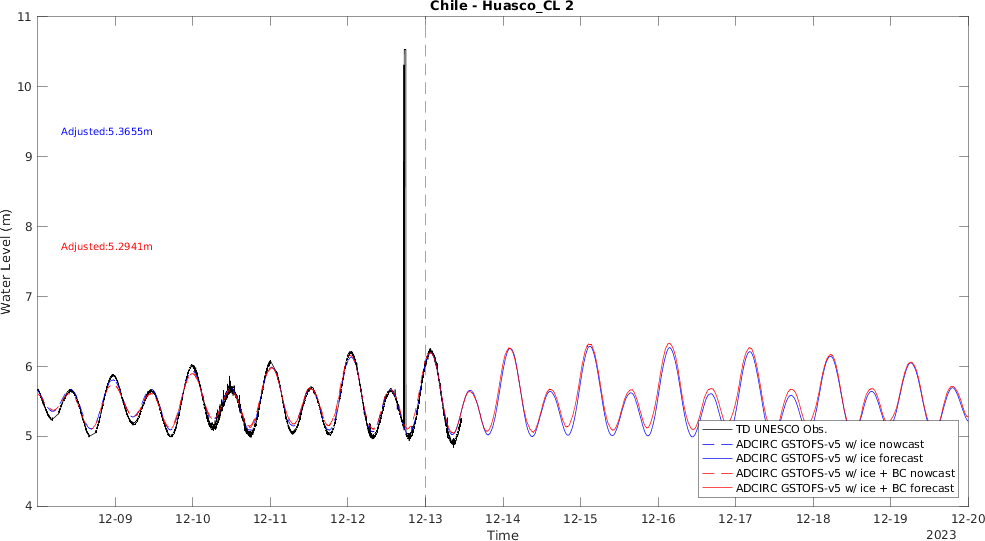 Chile - Huasco_CL 2
11
10
9
8
7
6
5
4
Water Level (m)
Adjusted:5.3655m
Adjusted:5.2941m
TD UNESCO Obs.
ADCIRC GSTOFS-v5 w/ ice nowcast
ADCIRC GSTOFS-v5 w/ ice forecast
ADCIRC GSTOFS-v5 w/ ice + BC nowcast
ADCIRC GSTOFS-v5 w/ ice + BC forecast
12-09 12-10 12-11 12-12 12-13 12-14 12-15 12-16 12-17 12-18 12-19 12-20
Time
2023